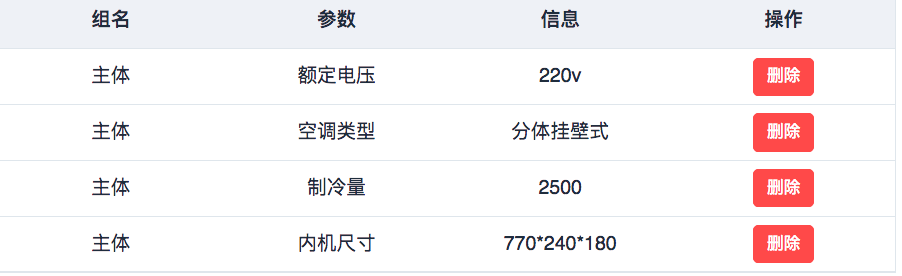 组名 参数 信息 操作
主体 额定电压 220v 删除
主体 空调类型 分体挂壁式 删除
主体 制冷量 2500 删除
主体 内机尺寸 770*240*180 删除